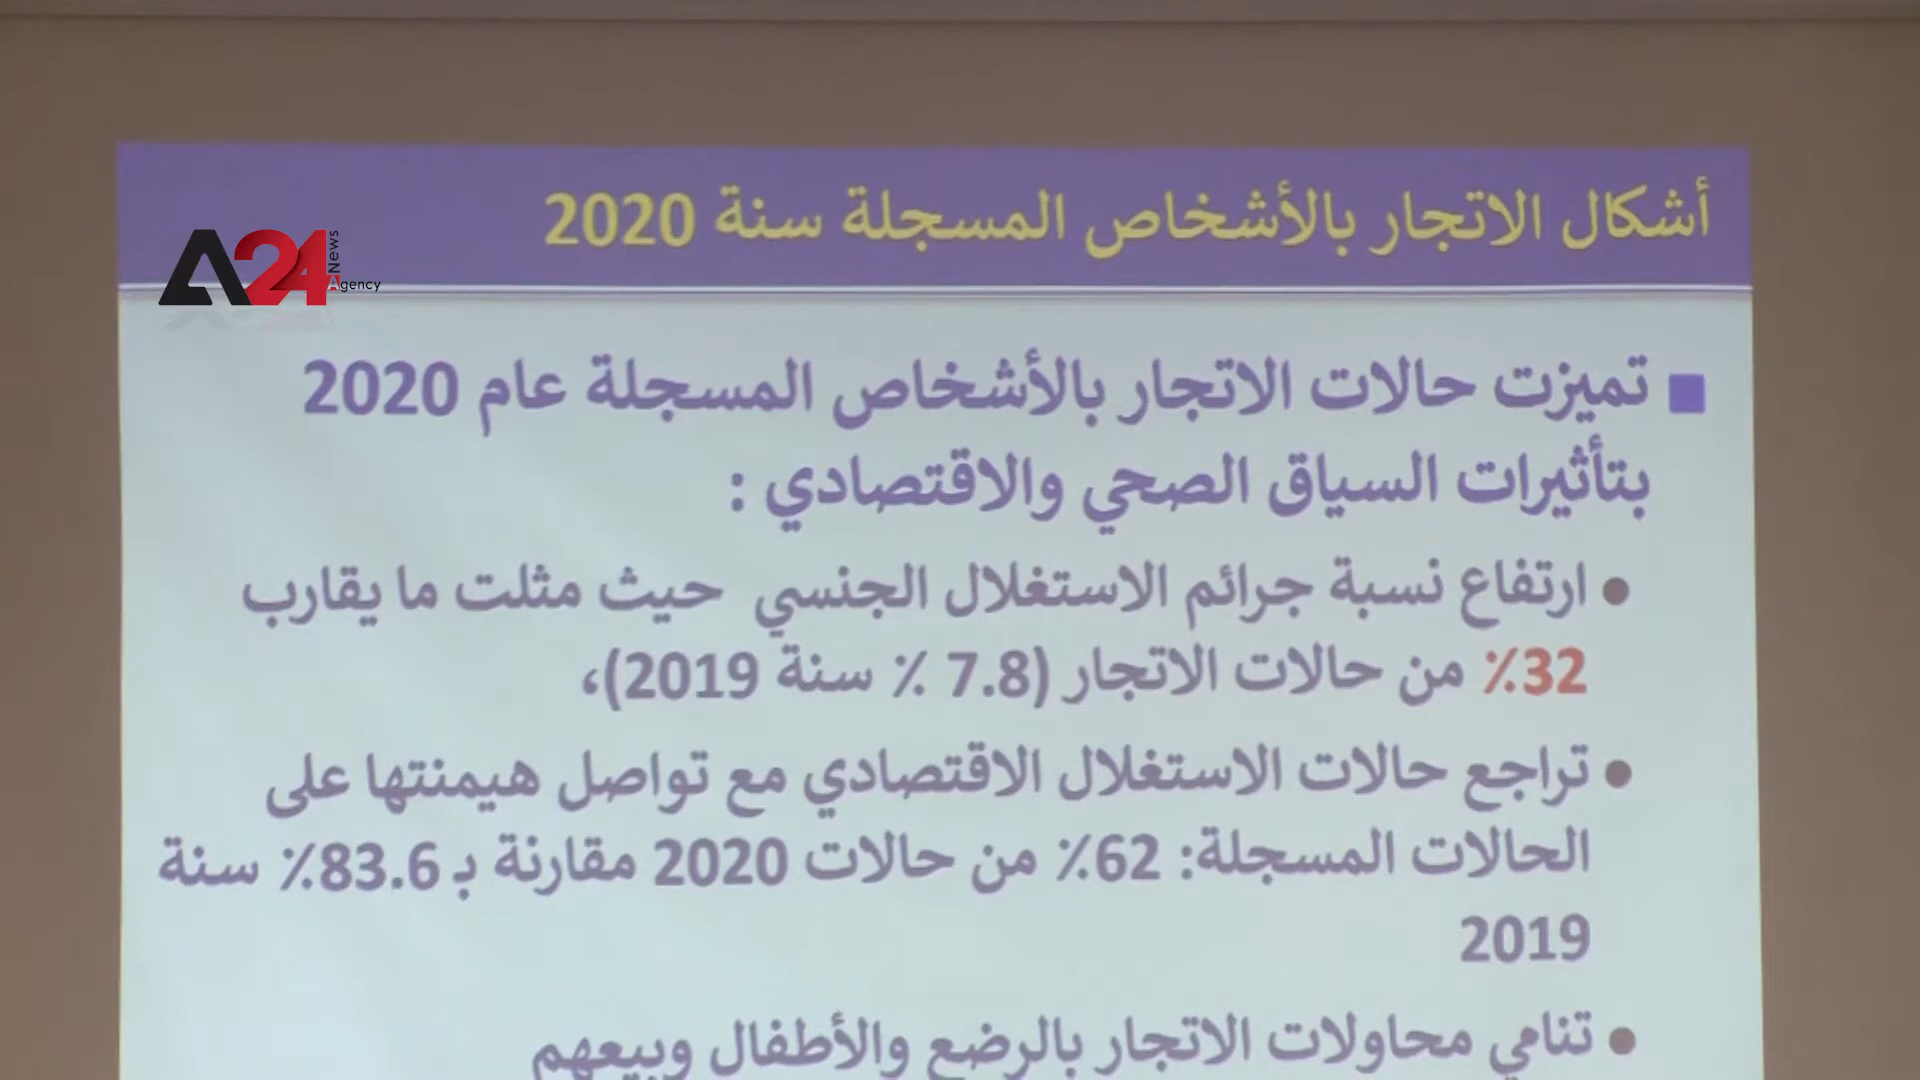 أشكال الاتجار بالأشخاص المسجلة سنة 2020
A24 News Agency
تميزت حالات الاتجار بالأشخاص المسجلة عام 2020
بتأثيرات السياق الصحي والاقتصادي :
ارتفاع نسبة جرائم الاستغلال الجنسي حيث مثلت ما يقارب
32٪ من حالات الاتجار (7.8 ٪ سنة 2019)،
تراجع حالات الاستغلال الاقتصادي مع تواصل هيمنتها على
الحالات المسجلة: 62٪ من حالات 2020 مقارنة بـ 83.6٪ سنة
2019
تنامي محاولات الاتجار بالرضع والأطفال وبيعهم